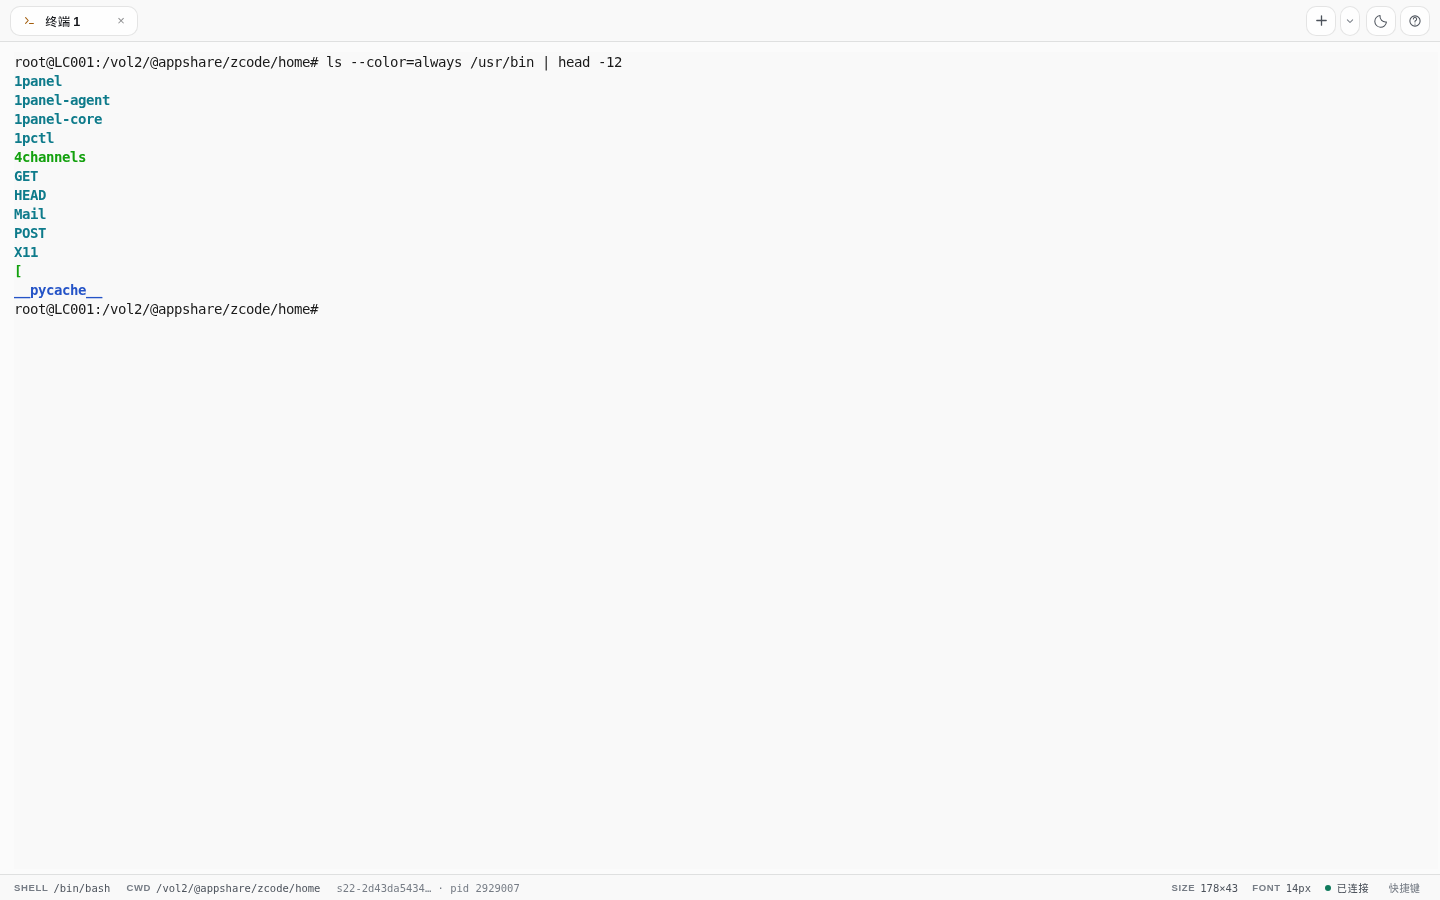 终端 1
root@LC001:/vol2/@appshare/zcode/home# ls --color=always /usr/bin | head -12
1panel
1panel-agent
1panel-core
1pctl
4channels
GET
HEAD
Mail
POST
X11
[
__pycache__
root@LC001:/vol2/@appshare/zcode/home#
SHELL /bin/bash CWD /vol2/@appshare/zcode/home s22-2d43da5434… · pid 2929007 SIZE 178×43 FONT 14px 已连接 快捷键